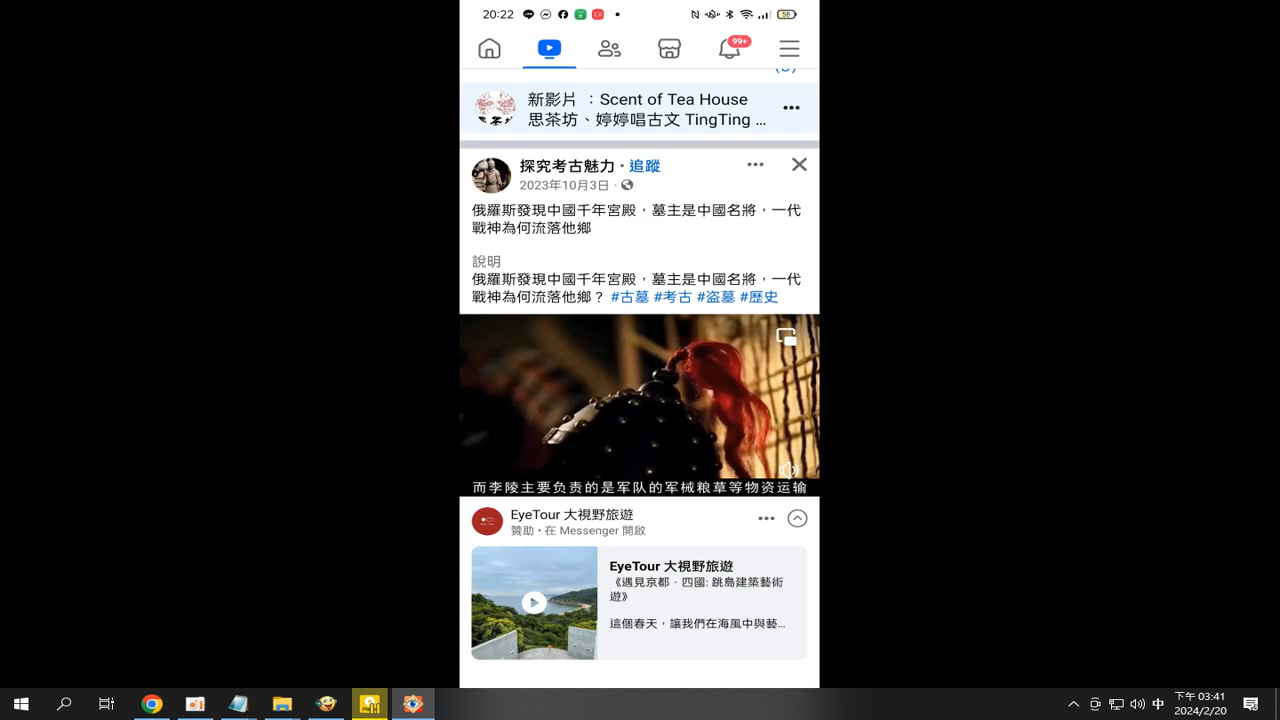 20:22
58
99+
新影片 ：Scent of Tea House
思茶坊、婷婷唱古文 TingTing ...
探究考古魅力 · 追蹤
2023年10月3日 ·
俄羅斯發現中國千年宮殿，墓主是中國名將，一代
戰神為何流落他鄉
說明
俄羅斯發現中國千年宮殿，墓主是中國名將，一代
戰神為何流落他鄉？ #古墓 #考古 #盗墓 #歷史
而李陵主要负责的是军队的军械粮草等物资运输
EyeTour 大視野旅遊
贊助 • 在 Messenger 開啟
EyeTour 大視野旅遊
《遇見京都 · 四國: 跳島建築藝術
遊》
這個春天，讓我們在海風中與藝...
中
下午 03:41
2024/2/20